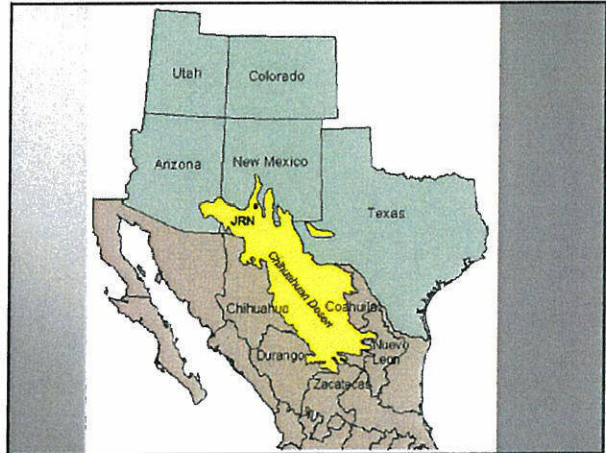 Utah
Colorado
Arizona
New Mexico
Texas
JRN
Chihuahuan Desert
Chihuahua
Coahuila
Durango
Nuevo
Leon
Zacatecas